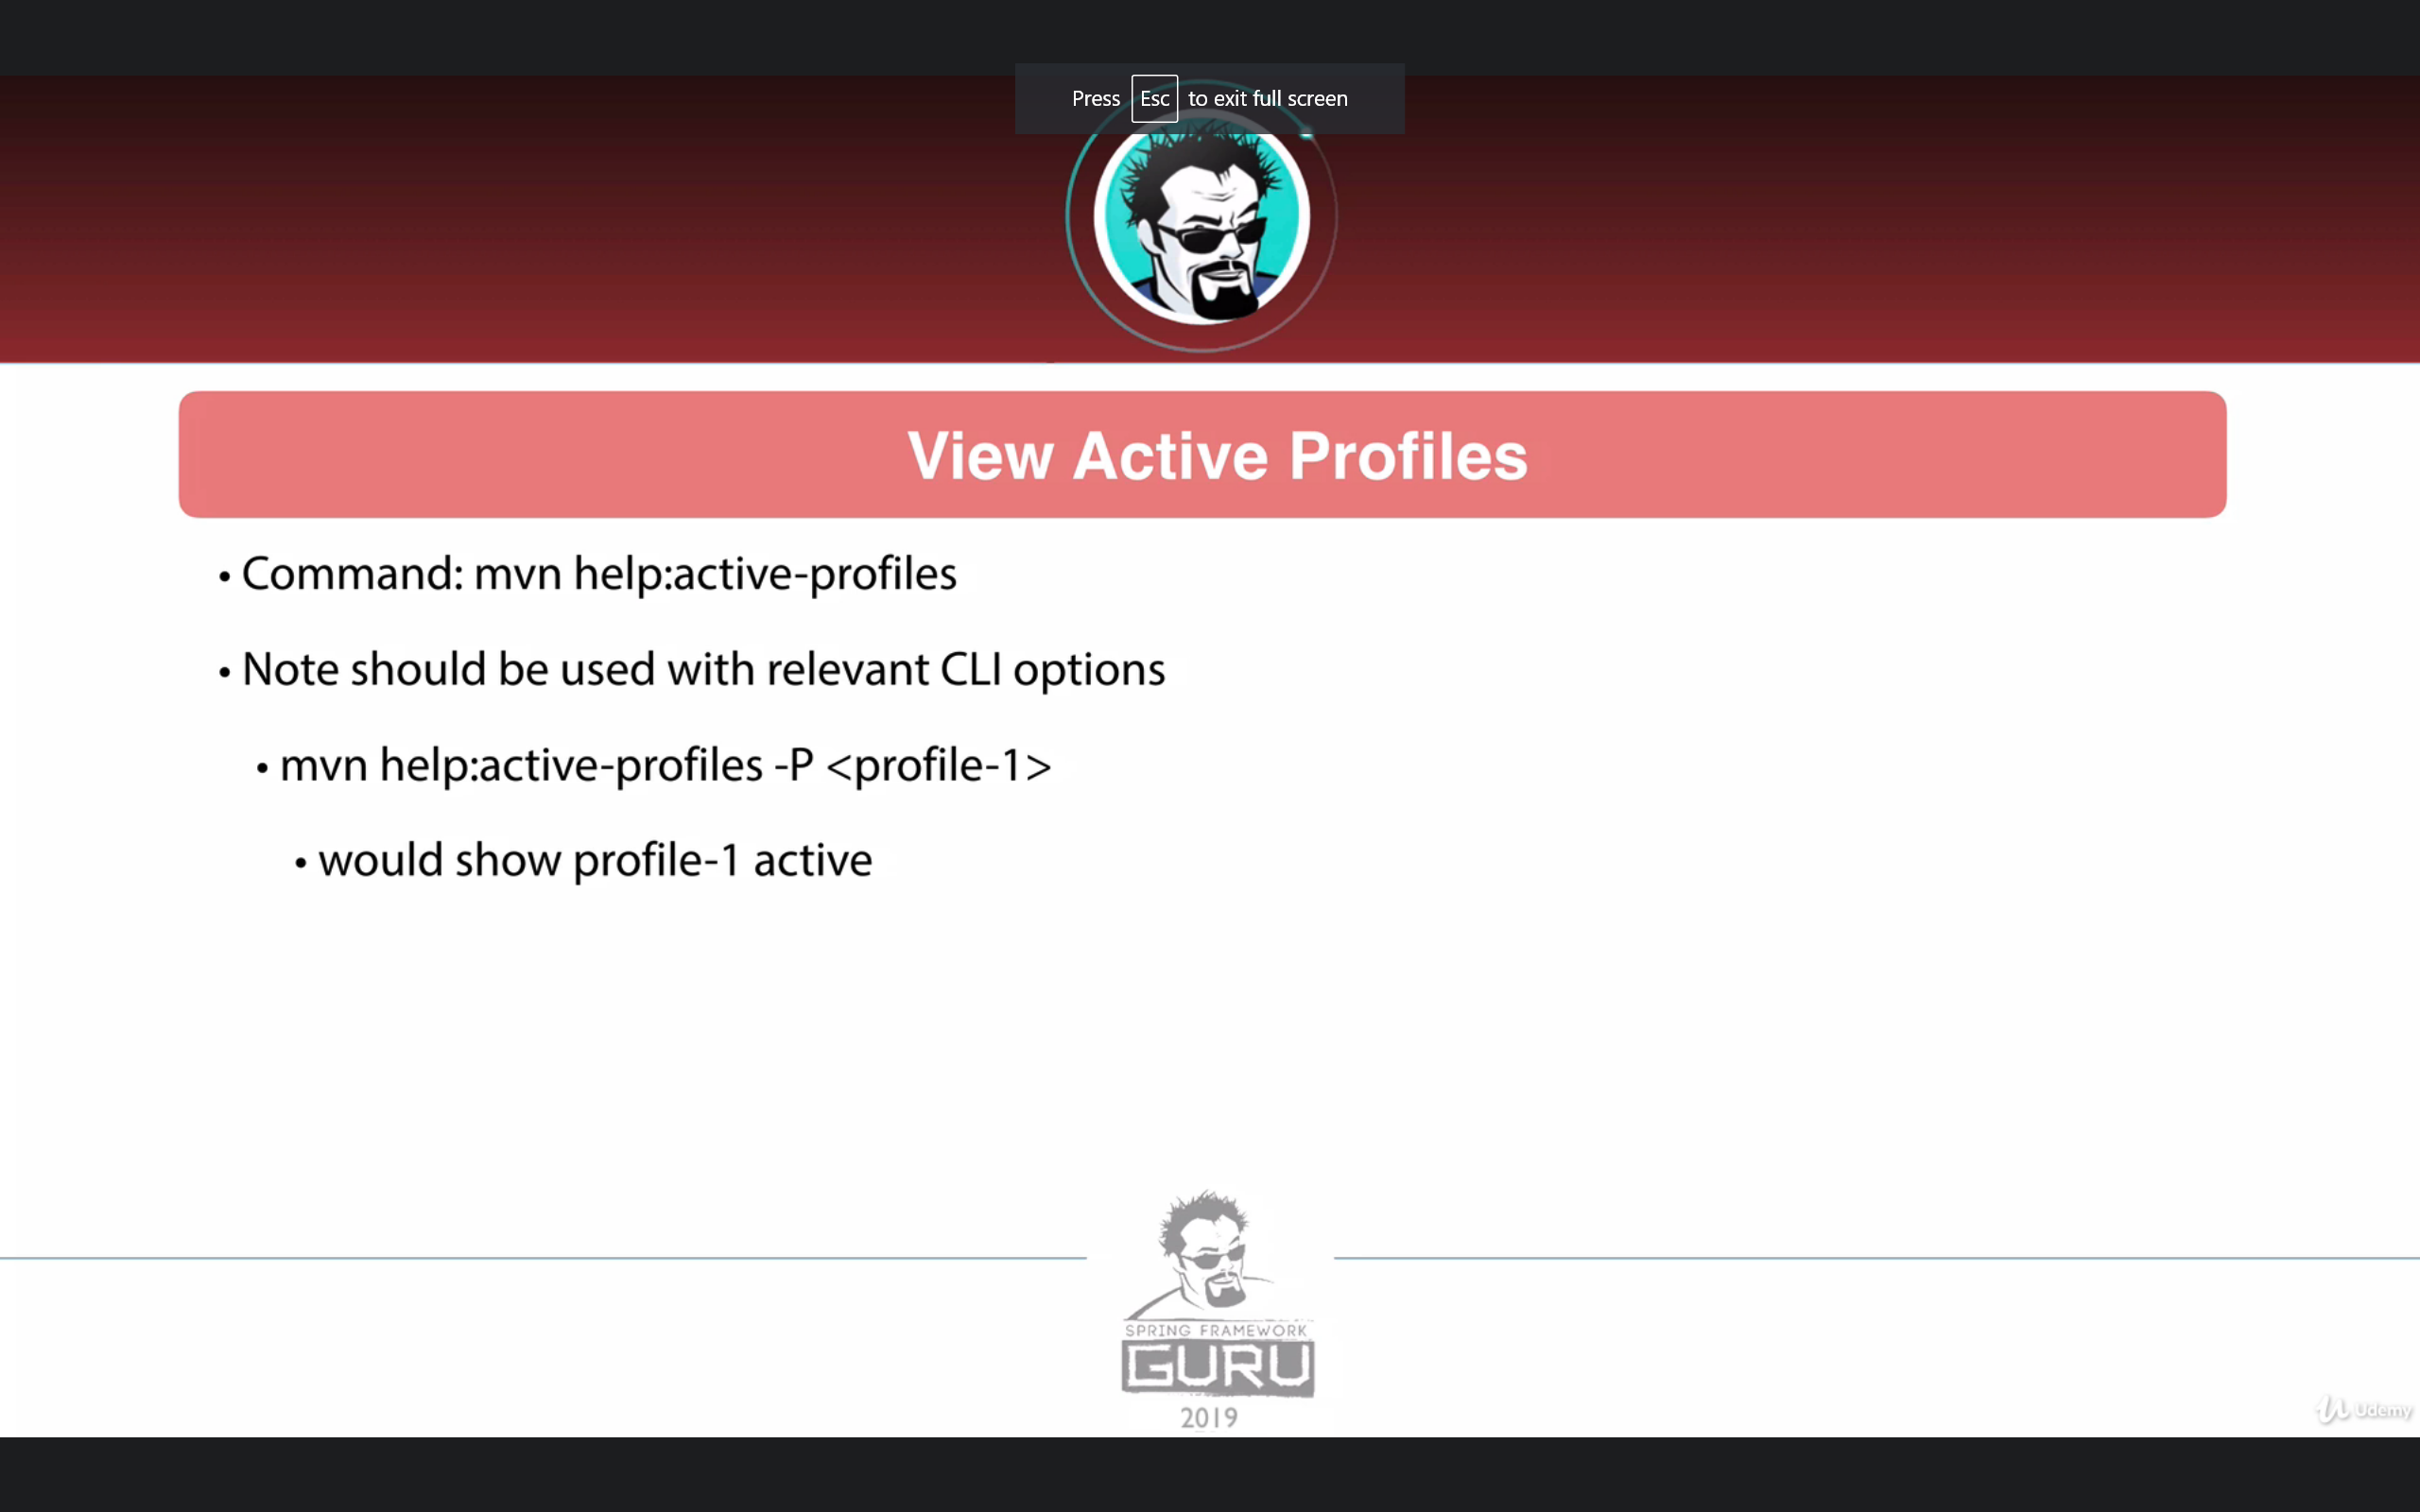 Press Esc to exit full screen
View Active Profiles
• Command: mvn help:active-profiles
• Note should be used with relevant CLI options
• mvn help:active-profiles -P <profile-1>
• would show profile-1 active
SPRING FRAMEWORK
GURU
2019
Udemy